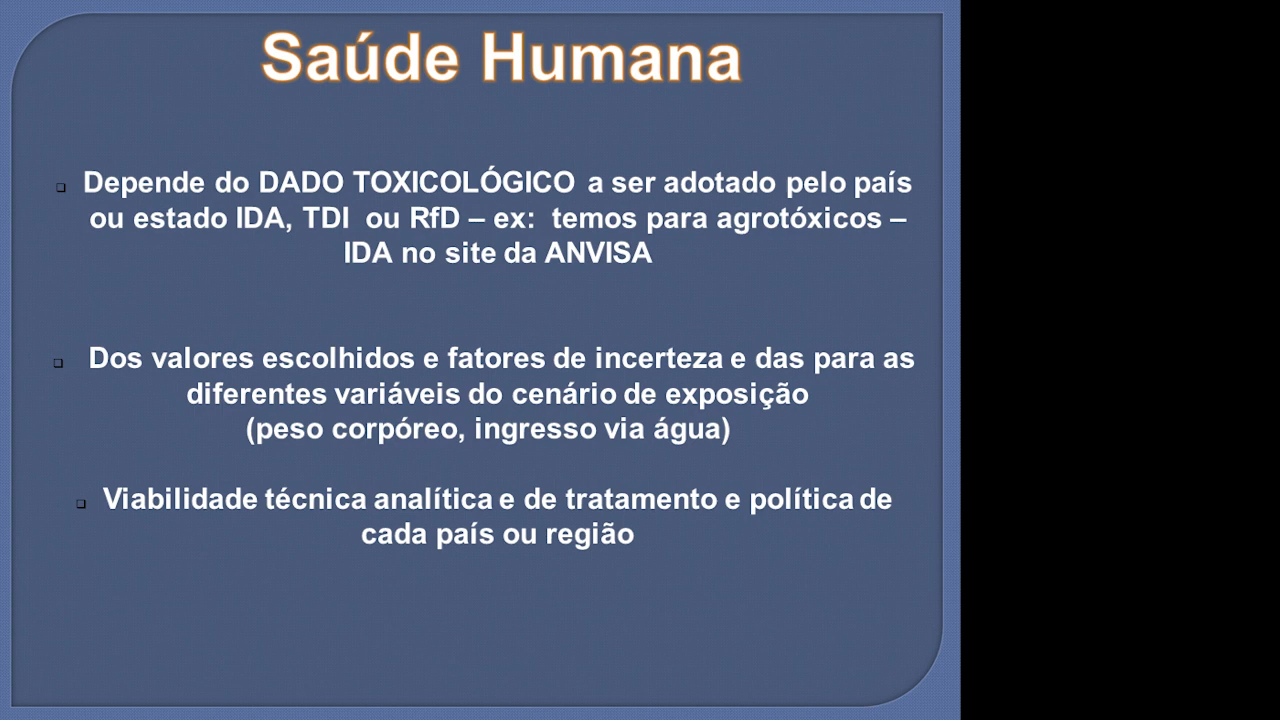 Saúde Humana
Depende do DADO TOXICOLÓGICO a ser adotado pelo país
ou estado IDA, TDI ou RfD – ex: temos para agrotóxicos –
IDA no site da ANVISA
Dos valores escolhidos e fatores de incerteza e das para as
diferentes variáveis do cenário de exposição
(peso corpóreo, ingresso via água)
Viabilidade técnica analítica e de tratamento e política de
cada país ou região